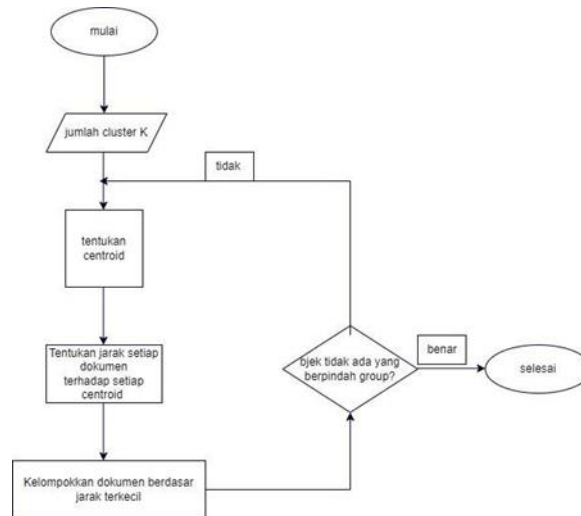 mulai
jumlah cluster K
tidak
tentukan
centroid
Tentukan jarak setiap
dokumen
terhadap setiap
centroid
Kelompokkan dokumen berdasar
jarak terkecil
bjek tidak ada yang
berpindah group?
benar
selesai